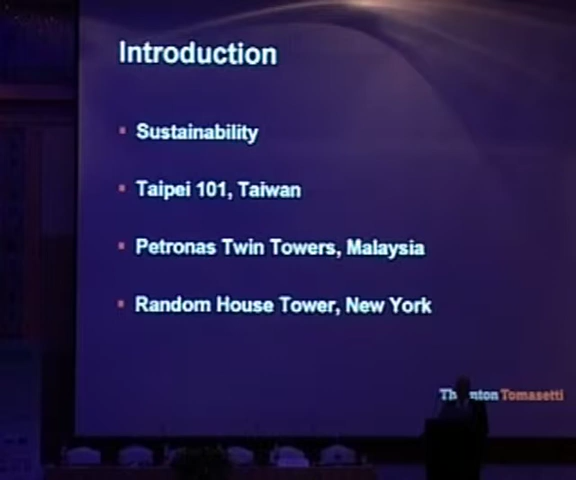 Introduction
Sustainability
Taipei 101, Taiwan
Petronas Twin Towers, Malaysia
Random House Tower, New York
Tomasetti